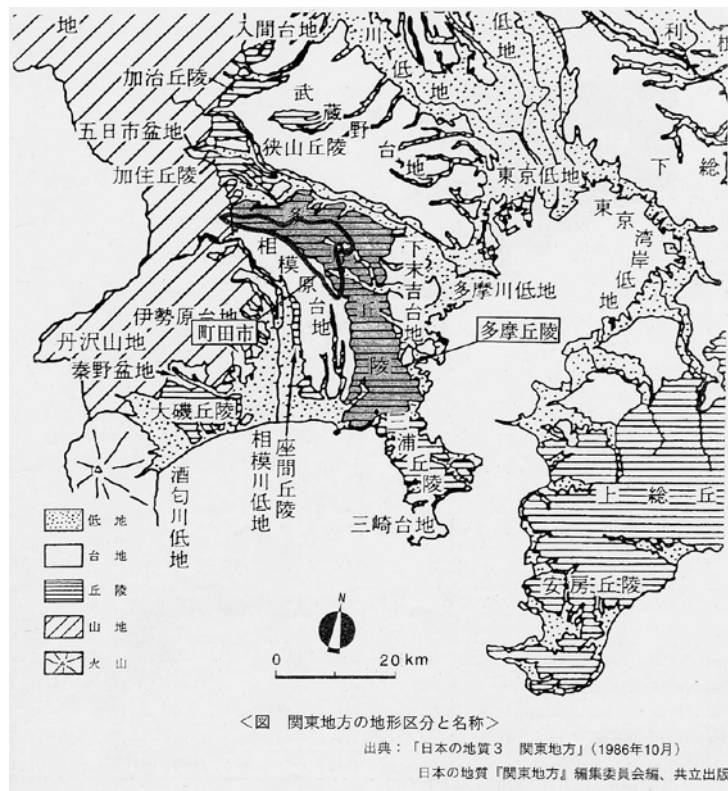 地
入間台地
川
低
地
低
地
利
加治丘陵
武
蔵
野
台
地
五日市盆地
狭山丘陵
加住丘陵
東京低地
下
総
東
京
湾
岸
低
地
多
相
模
原
台
地
下
末
吉
台
地
多摩川低地
伊勢原台地
町田市
丹沢山地
丘
陵
多摩丘陵
秦野盆地
大磯丘陵
三
浦
丘
陵
酒
匂
川
低
地
相
模
川
低
地
座
間
丘
陵
三崎台地
上総丘
安房丘陵
低地
台地
丘陵
山地
火山
N
0 20 km
<図 関東地方の地形区分と名称>
出典:「日本の地質3 関東地方」(1986年10月)
日本の地質『関東地方』編集委員会編、共立出版